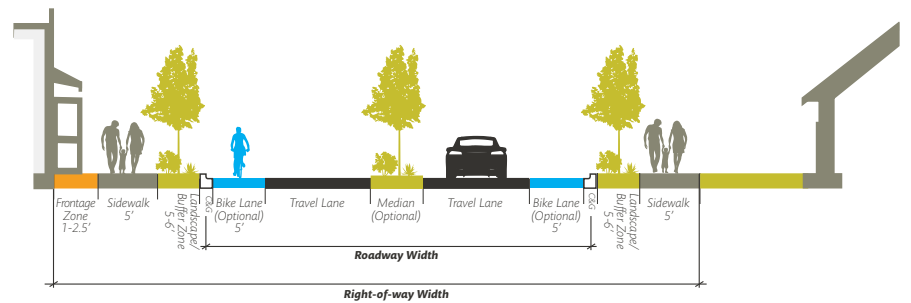 Frontage
Zone
1-2.5'
Sidewalk
5'
Landscape/
Buffer Zone
5-6'
C&G
Bike Lane
(Optional)
5'
Travel Lane
Median
(Optional)
Travel Lane
Bike Lane
(Optional)
5'
C&G
Landscape/
Buffer Zone
5-6'
Sidewalk
5'
Roadway Width
Right-of-way Width